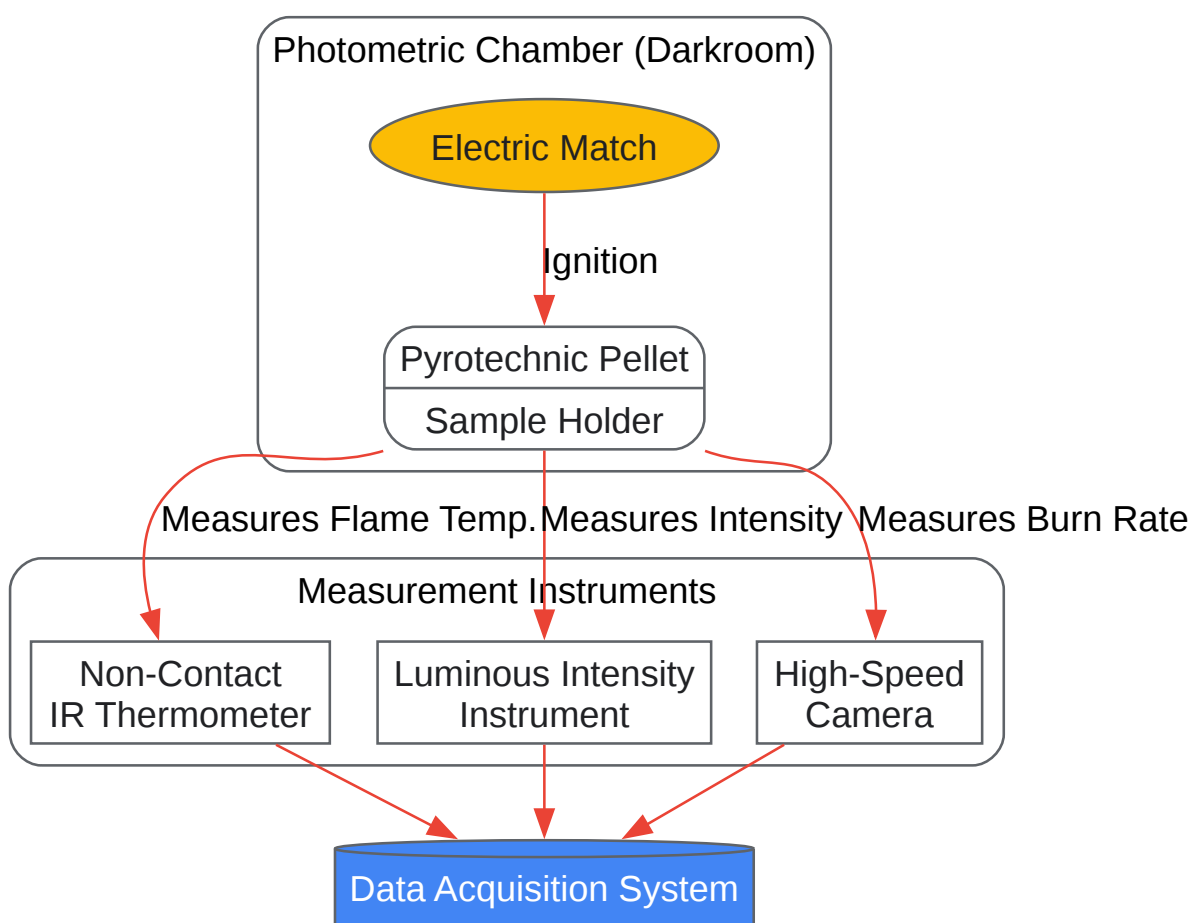 Photometric Chamber (Darkroom)
Electric Match
Ignition
Pyrotechnic Pellet
Sample Holder
Measures Flame Temp.
Measures Intensity
Measures Burn Rate
Measurement Instruments
Non-Contact
IR Thermometer
Luminous Intensity
Instrument
High-Speed
Camera
Data Acquisition System